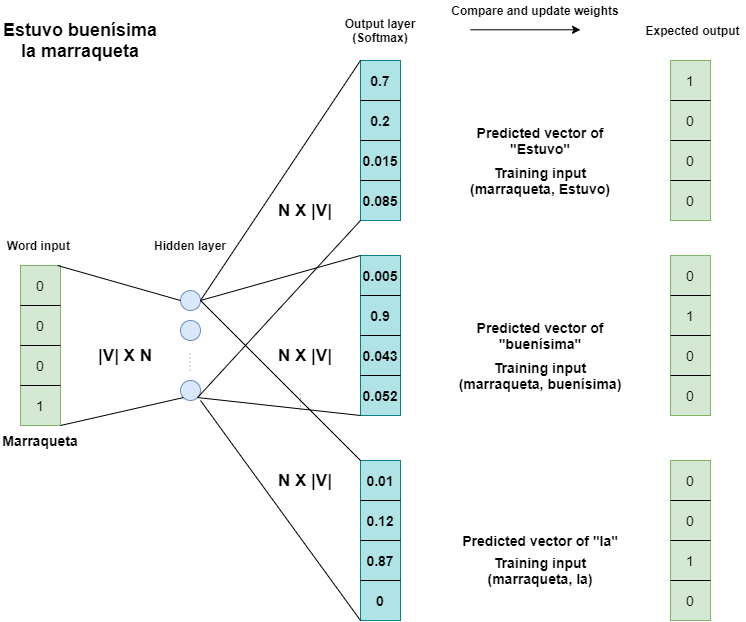 Estuvo buenísima
la marraqueta
Output layer
(Softmax)
Compare and update weights
Expected output
0.7
0.2
0.015
0.085
N X |V|
Predicted vector of
"Estuvo"
Training input
(marraqueta, Estuvo)
1
0
0
0
Word input
Hidden layer
0
0
0
1
Marraqueta
|V| X N
0.005
0.9
0.043
0.052
N X |V|
Predicted vector of
"buenísima"
Training input
(marraqueta, buenísima)
0
1
0
0
0.01
0.12
0.87
0
N X |V|
Predicted vector of "la"
Training input
(marraqueta, la)
0
0
1
0